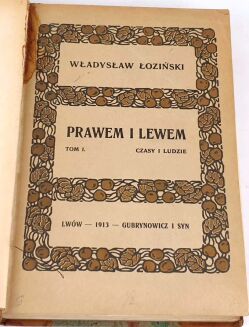 WŁADYSŁAW ŁOZIŃSKI
PRAWEM I LEWEM
TOM I. CZASY I LUDZIE
LWÓW — 1913 — GUBRYNOWICZ I SYN